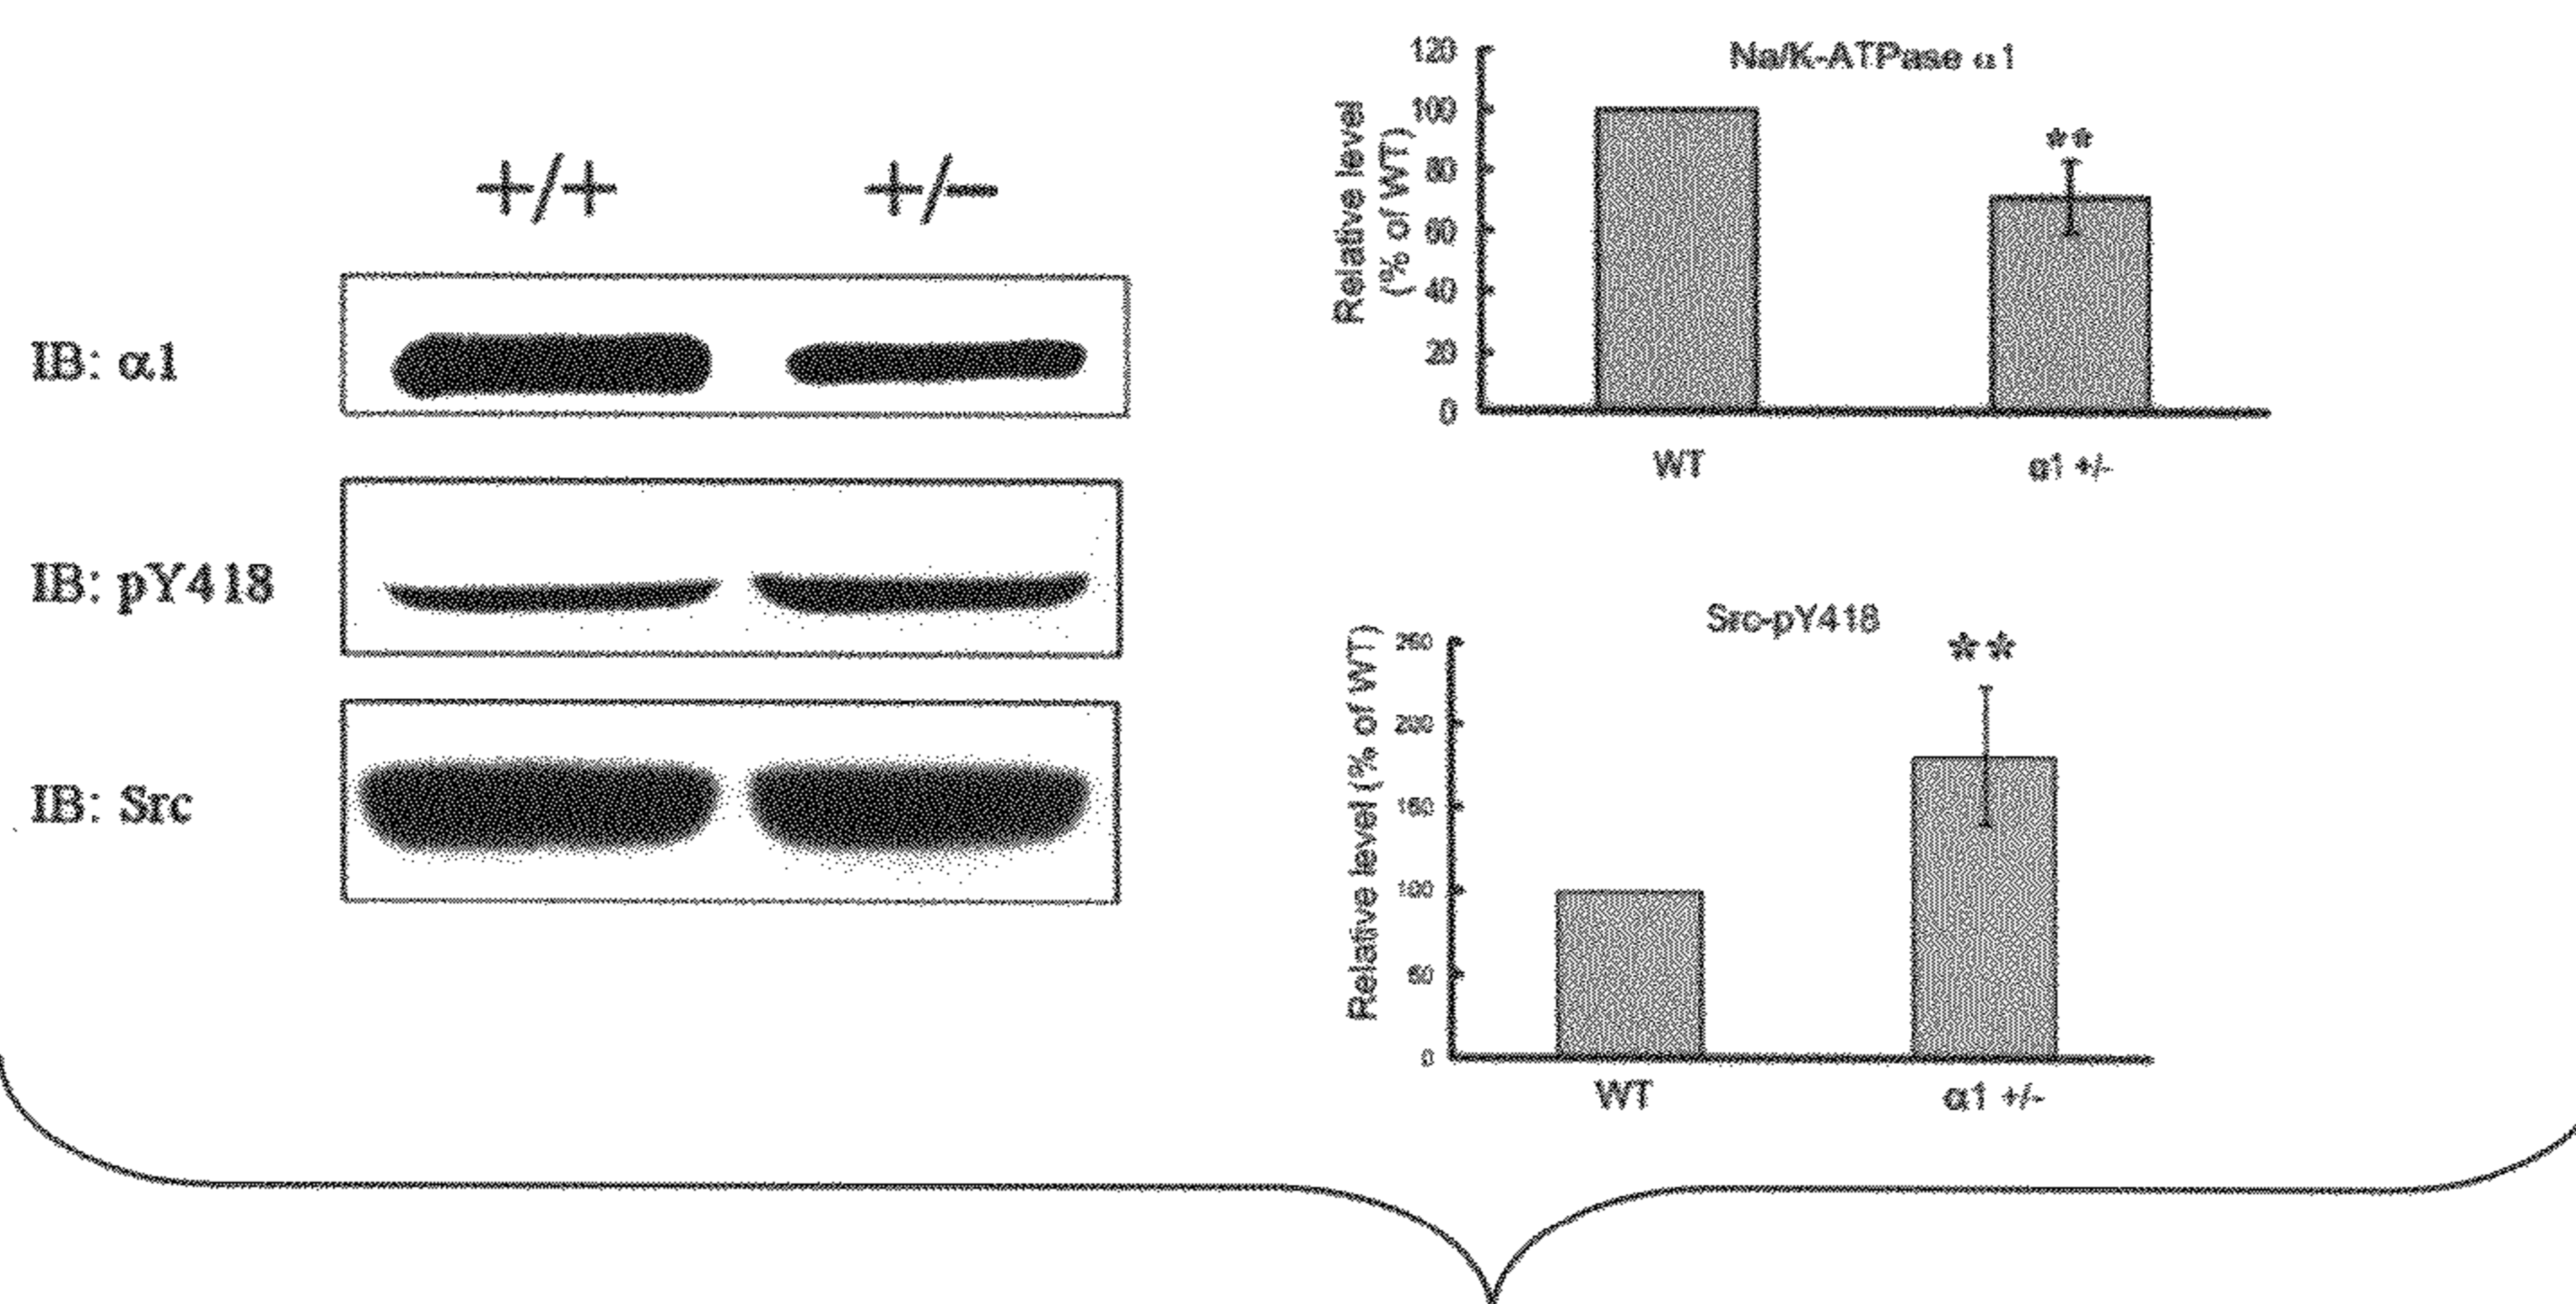 +/+ +/−
IB: α1
IB: pY418
IB: Src
Na/K-ATPase α1
Relative level
(% of WT)
120
100
80
60
40
20
0
WT α1 +/-
**
Src-pY418
Relative level (% of WT)
250
200
150
100
50
0
WT α1 +/-
**